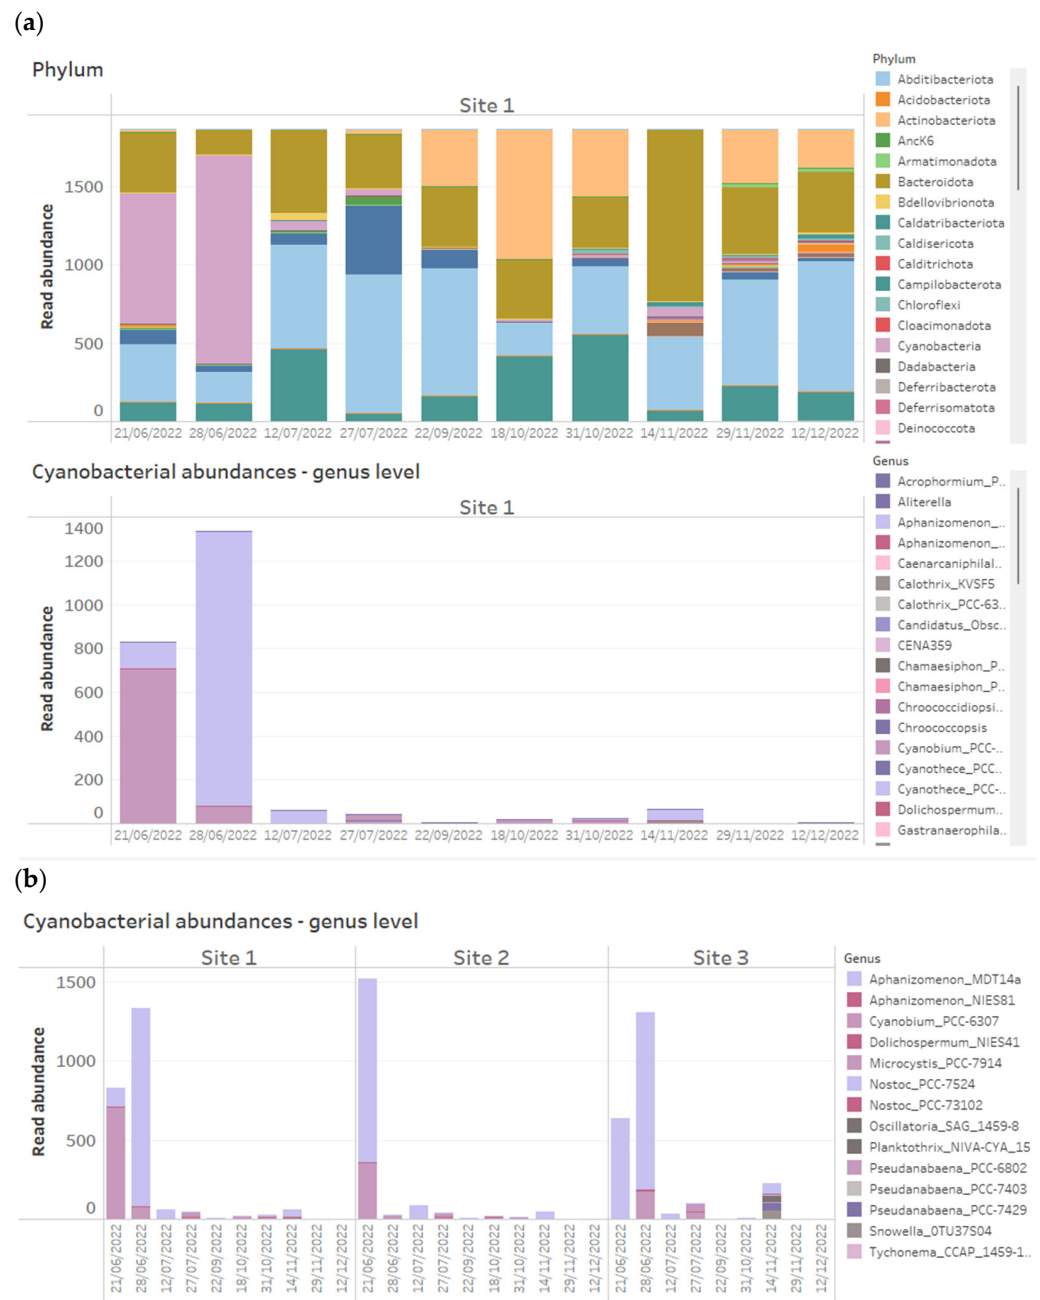 (a)
Phylum
Site 1
Read abundance
1500
1000
500
0
21/06/2022 28/06/2022 12/07/2022 27/07/2022 22/09/2022 18/10/2022 31/10/2022 14/11/2022 29/11/2022 12/12/2022
Phylum
Abditibacteriota
Acidobacteriota
Actinobacteriota
AncK6
Armatimonadota
Bacteroidota
Bdellovibrionota
Caldatribacteriota
Caldisericota
Calditrichota
Campilobacterota
Chloroflexi
Cloacimonadota
Cyanobacteria
Dadabacteria
Deferribacterota
Deferrisomatota
Deinococcota
Cyanobacterial abundances - genus level
Site 1
Read abundance
1400
1200
1000
800
600
400
200
0
21/06/2022 28/06/2022 12/07/2022 27/07/2022 22/09/2022 18/10/2022 31/10/2022 14/11/2022 29/11/2022 12/12/2022
Genus
Acrophormium_P..
Aliterella
Aphanizomenon_..
Aphanizomenon_..
Caenarcaniphilal..
Calothrix_KVSF5
Calothrix_PCC-63..
Candidatus_Obsc..
CENA359
Chamaesiphon_P..
Chamaesiphon_P..
Chroococcidiopsi..
Chroococcopsis
Cyanobium_PCC-..
Cyanothece_PCC..
Cyanothece_PCC-..
Dolichospermum..
Gastranaerophila..
(b)
Cyanobacterial abundances - genus level
Site 1 Site 2 Site 3
Read abundance
1500
1000
500
0
21/06/2022 28/06/2022 12/07/2022 27/07/2022 22/09/2022 18/10/2022 31/10/2022 14/11/2022 29/11/2022 12/12/2022 21/06/2022 28/06/2022 12/07/2022 27/07/2022 22/09/2022 18/10/2022 31/10/2022 14/11/2022 29/11/2022 12/12/2022 21/06/2022 28/06/2022 12/07/2022 27/07/2022 22/09/2022 18/10/2022 31/10/2022 14/11/2022 29/11/2022 12/12/2022
Genus
Aphanizomenon_MDT14a
Aphanizomenon_NIES81
Cyanobium_PCC-6307
Dolichospermum_NIES41
Microcystis_PCC-7914
Nostoc_PCC-7524
Nostoc_PCC-73102
Oscillatoria_SAG_1459-8
Planktothrix_NIVA-CYA_15
Pseudanabaena_PCC-6802
Pseudanabaena_PCC-7403
Pseudanabaena_PCC-7429
Snowella_0TU37S04
Tychonema_CCAP_1459-1..